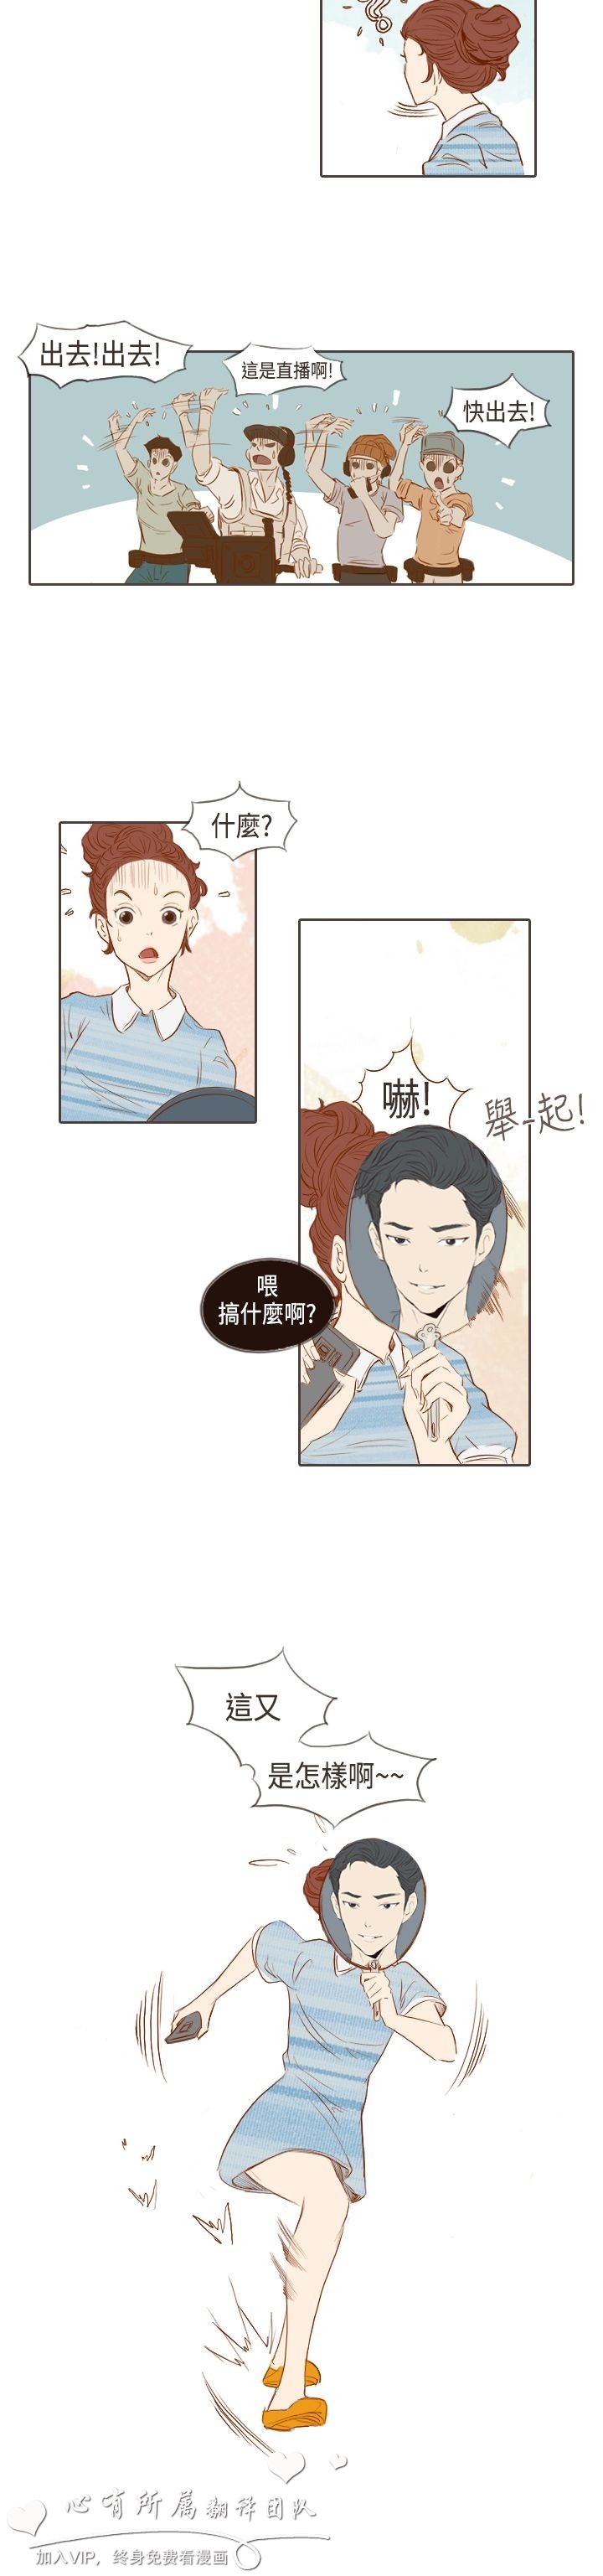 出去!出去!
這是直播啊!
快出去!
什麼?
嚇!
舉-起!
喂
搞什麼啊?
這又
是怎樣啊~~
心有所属翻译团队
加入VIP，终身免费看漫画